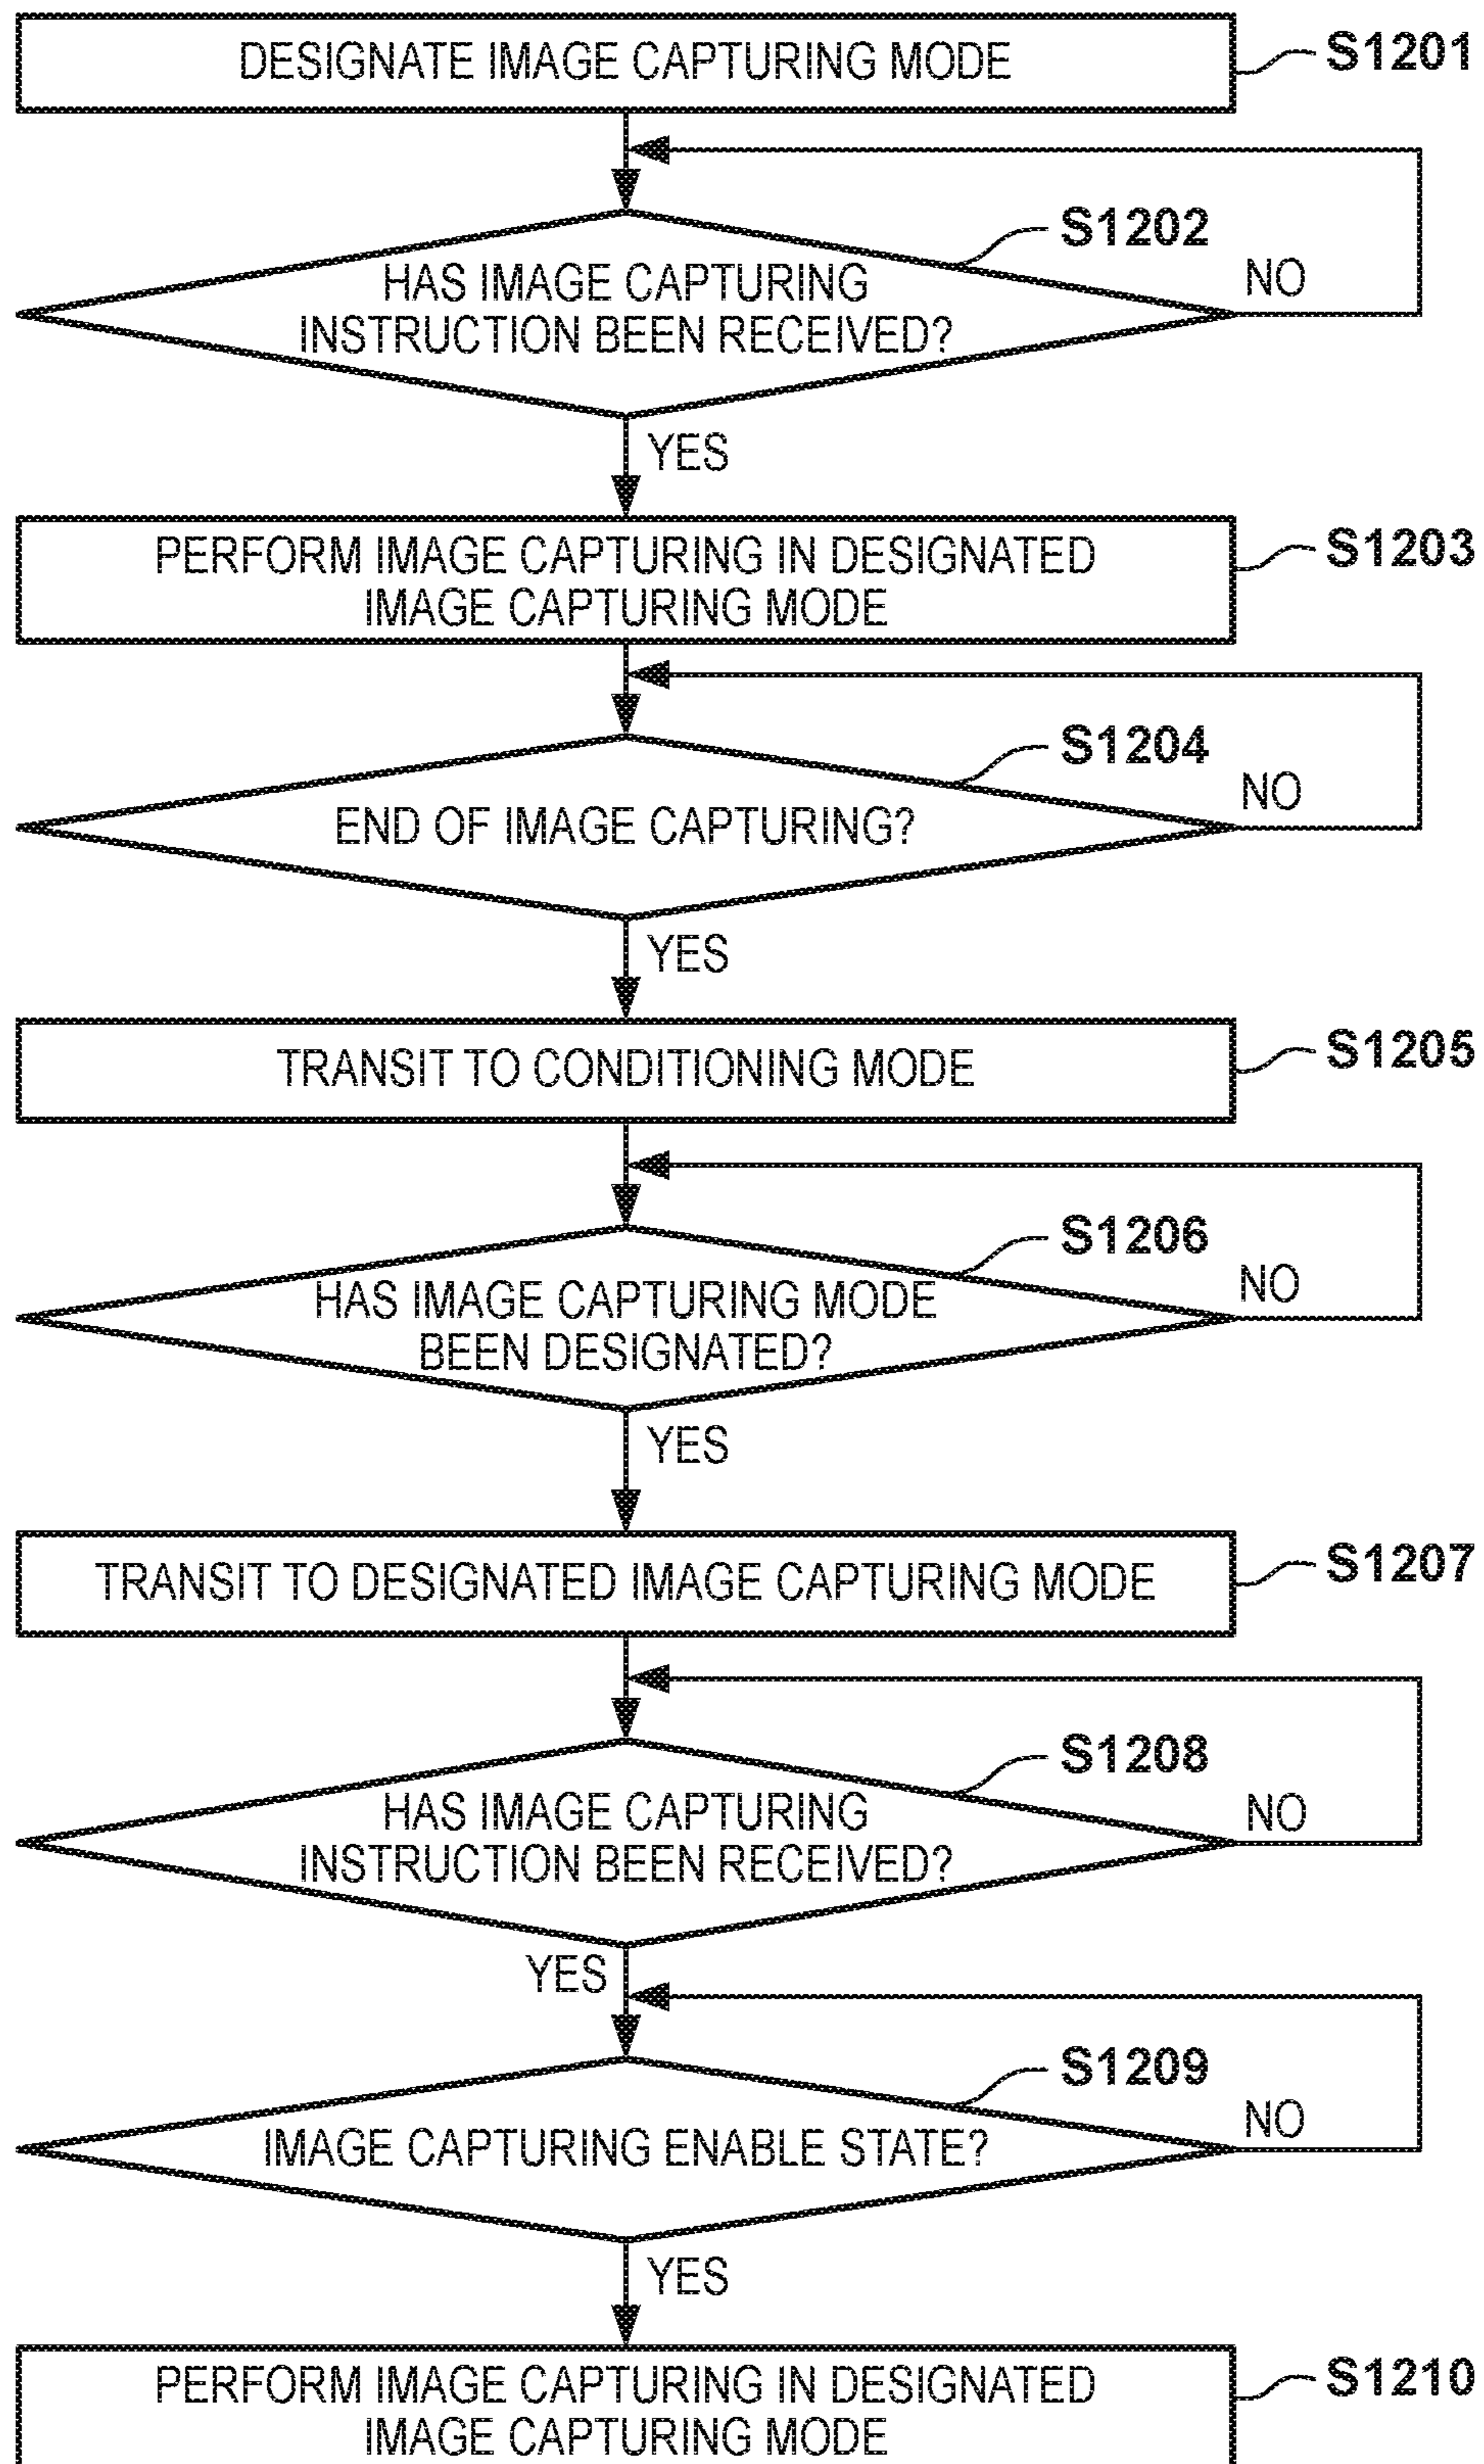 DESIGNATE IMAGE CAPTURING MODE
S1201
S1202
HAS IMAGE CAPTURING
INSTRUCTION BEEN RECEIVED?
NO
YES
PERFORM IMAGE CAPTURING IN DESIGNATED
IMAGE CAPTURING MODE
S1203
S1204
END OF IMAGE CAPTURING?
NO
YES
TRANSIT TO CONDITIONING MODE
S1205
S1206
HAS IMAGE CAPTURING MODE
BEEN DESIGNATED?
NO
YES
TRANSIT TO DESIGNATED IMAGE CAPTURING MODE
S1207
S1208
HAS IMAGE CAPTURING
INSTRUCTION BEEN RECEIVED?
NO
YES
S1209
IMAGE CAPTURING ENABLE STATE?
NO
YES
PERFORM IMAGE CAPTURING IN DESIGNATED
IMAGE CAPTURING MODE
S1210